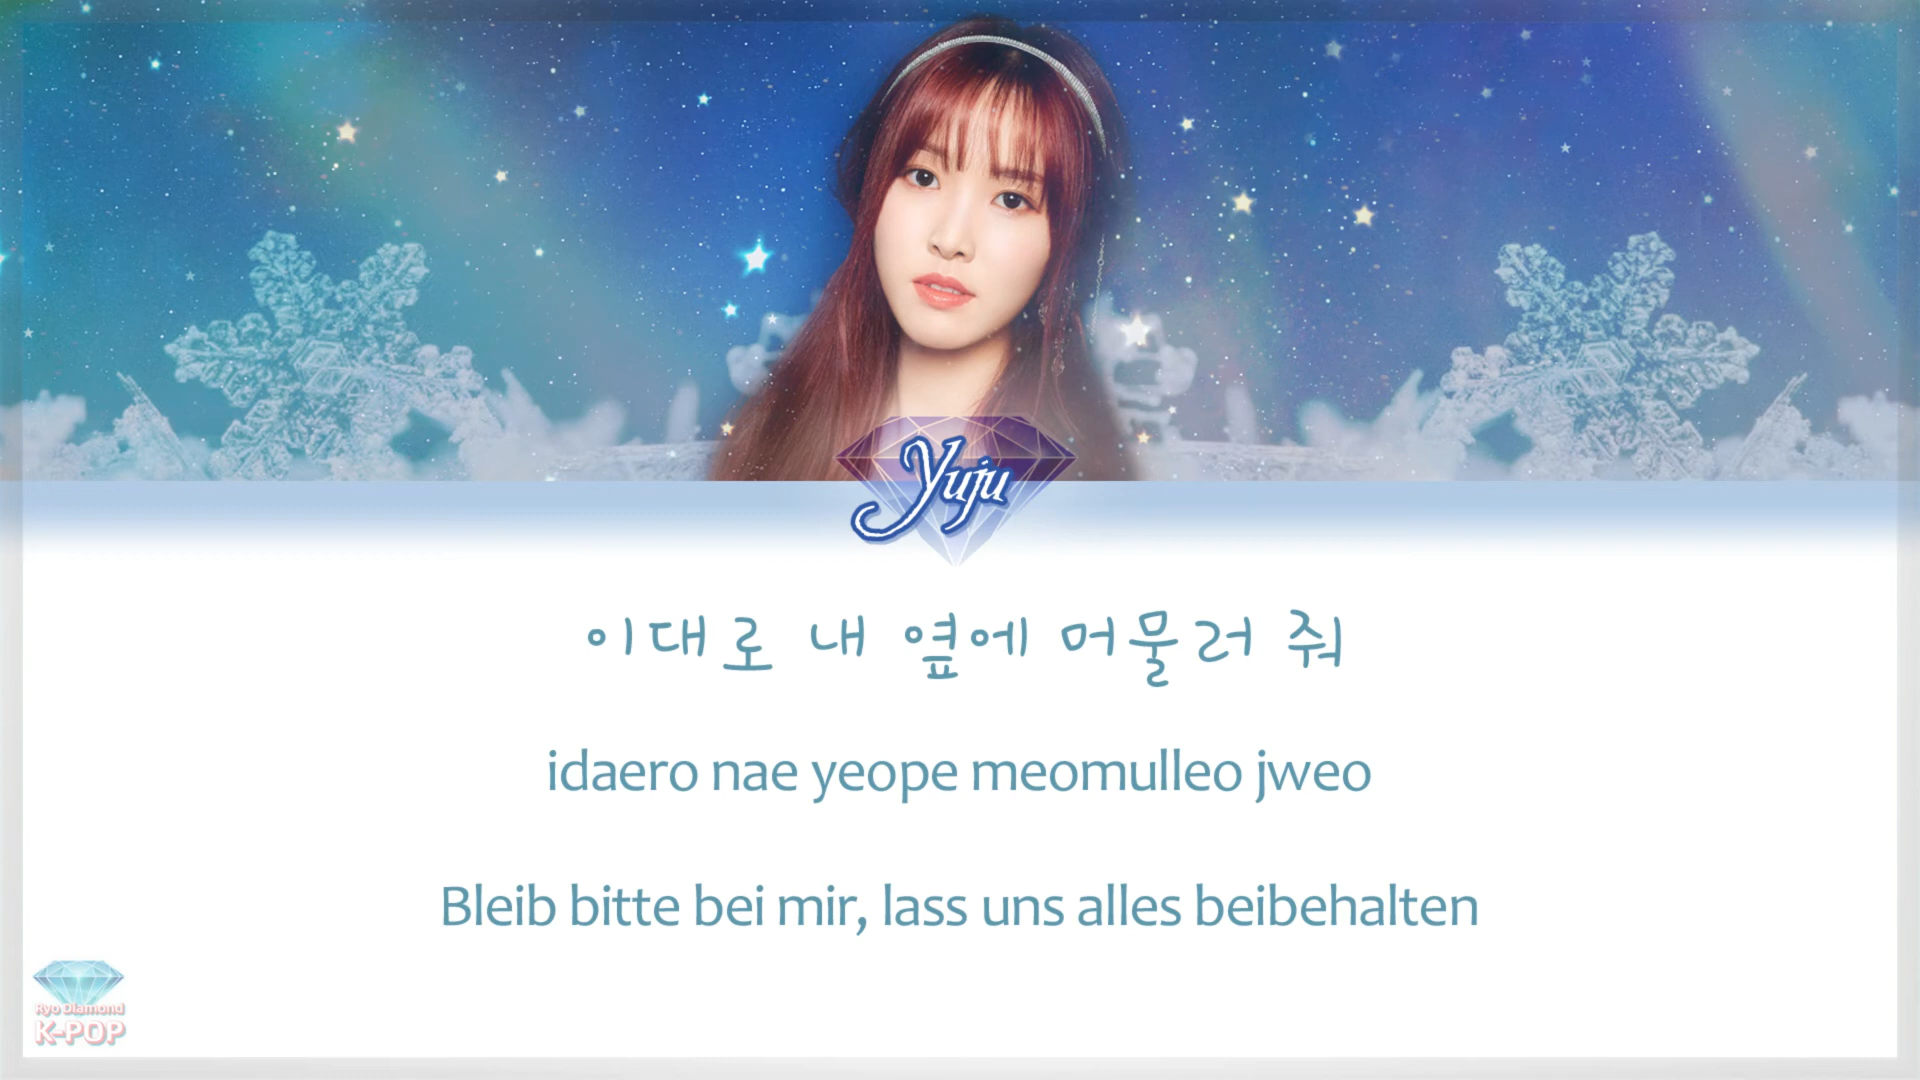 Yuju
이대로 내 옆에 머물러 줘
idaero nae yeope meomulleo jweo
Bleib bitte bei mir, lass uns alles beibehalten
Ryo Diamond
K-POP